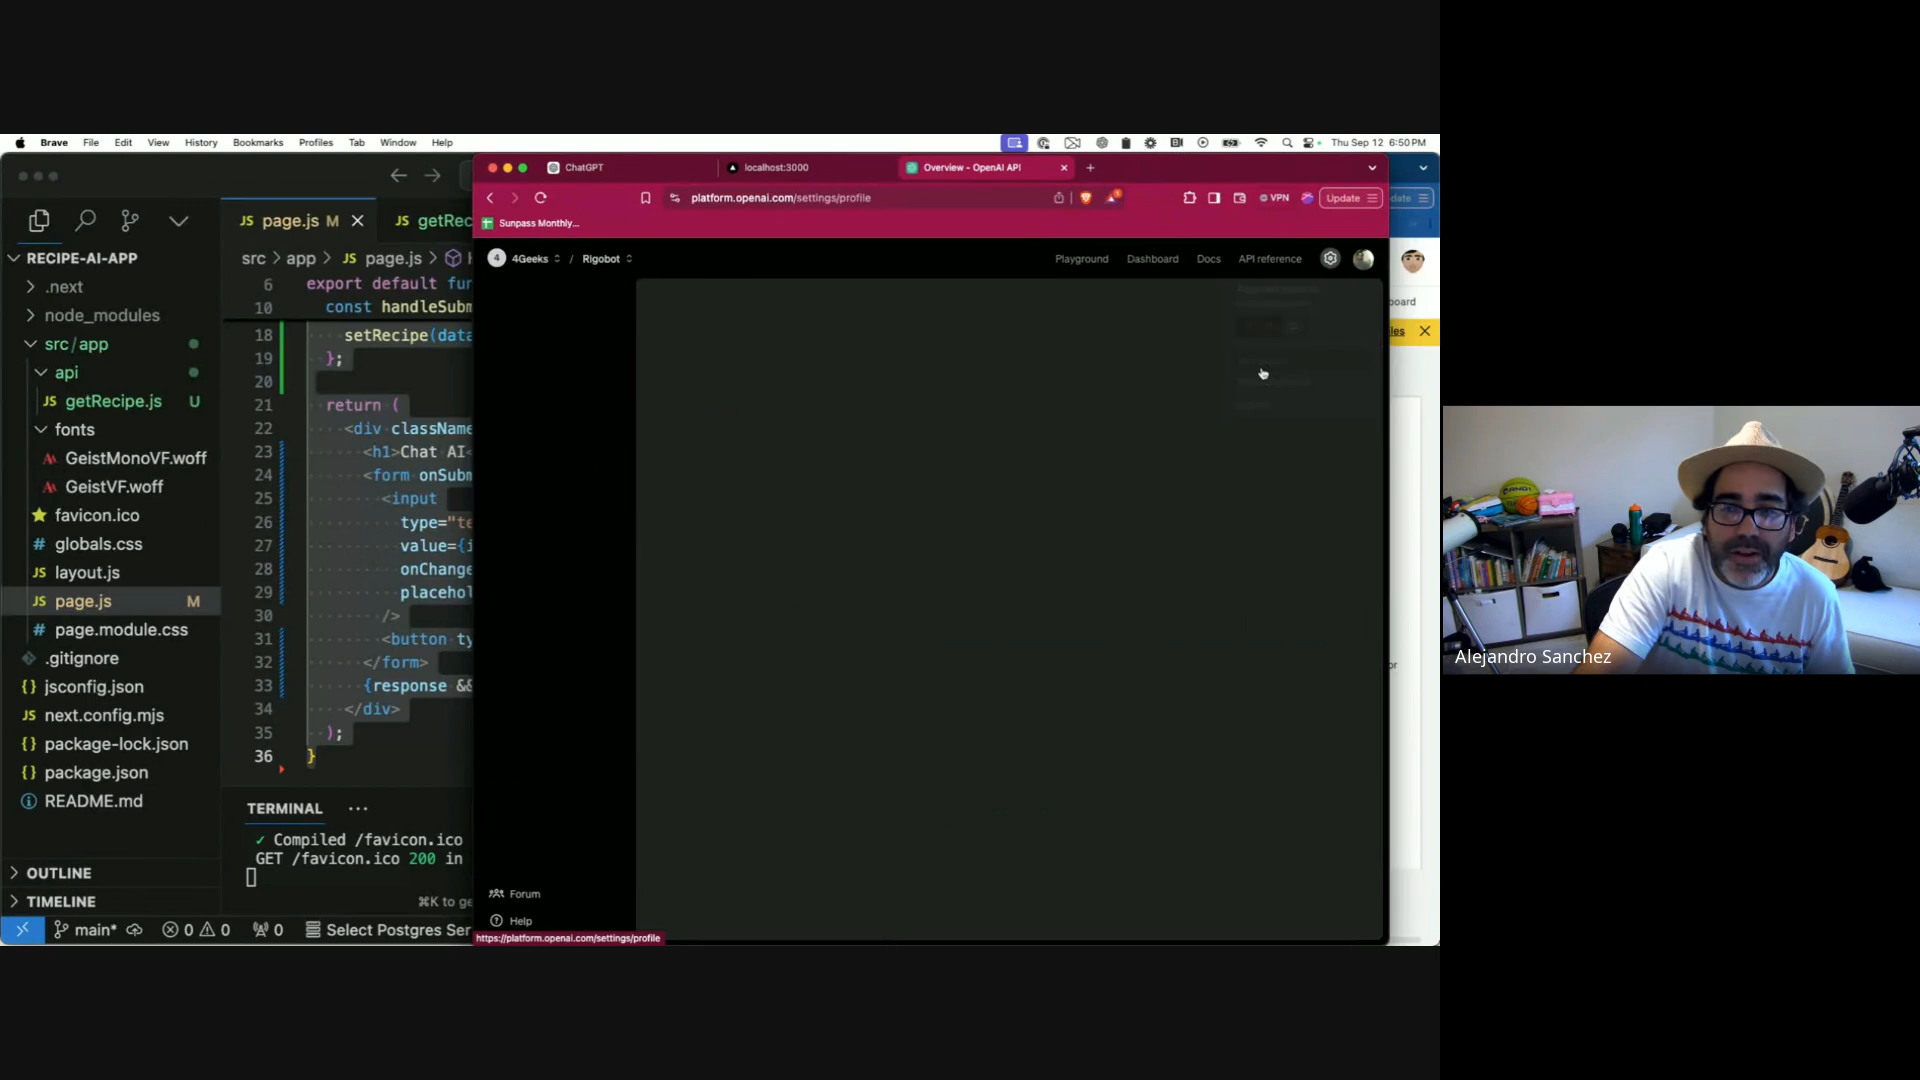 Brave File Edit View History Bookmarks Profiles Tab Window Help
Thu Sep 12 6:50 PM
ChatGPT
localhost:3000
Overview - OpenAI API
platform.openai.com/settings/profile
VPN
Update
Sunpass Monthly...
4 4Geeks / Rigobot
Playground Dashboard Docs API reference
Forum
Help
https://platform.openai.com/settings/profile
RECIPE-AI-APP
.next
node_modules
src/app
api
JS getRecipe.js U
fonts
GeistMonoVF.woff
GeistVF.woff
favicon.ico
# globals.css
JS layout.js
JS page.js M
# page.module.css
.gitignore
{} jsconfig.json
JS next.config.mjs
{} package-lock.json
{} package.json
README.md
OUTLINE
TIMELINE
JS page.js M
JS getRec
src > app > JS page.js >
6 export default fun
10 const handleSubm
18 setRecipe(data
19 };
20
21 return (
22 <div className
23 <h1>Chat AI<
24 <form onSubm
25 <input
26 type="te
27 value={i
28 onChange
29 placehol
30 />
31 <button ty
32 </form>
33 {response &&
34 </div>
35 );
36 }
TERMINAL ...
✓ Compiled /favicon.ico
GET /favicon.ico 200 in
⌘K to ge
main* 0 0 0 Select Postgres Ser
date
board
les
or
Alejandro Sanchez